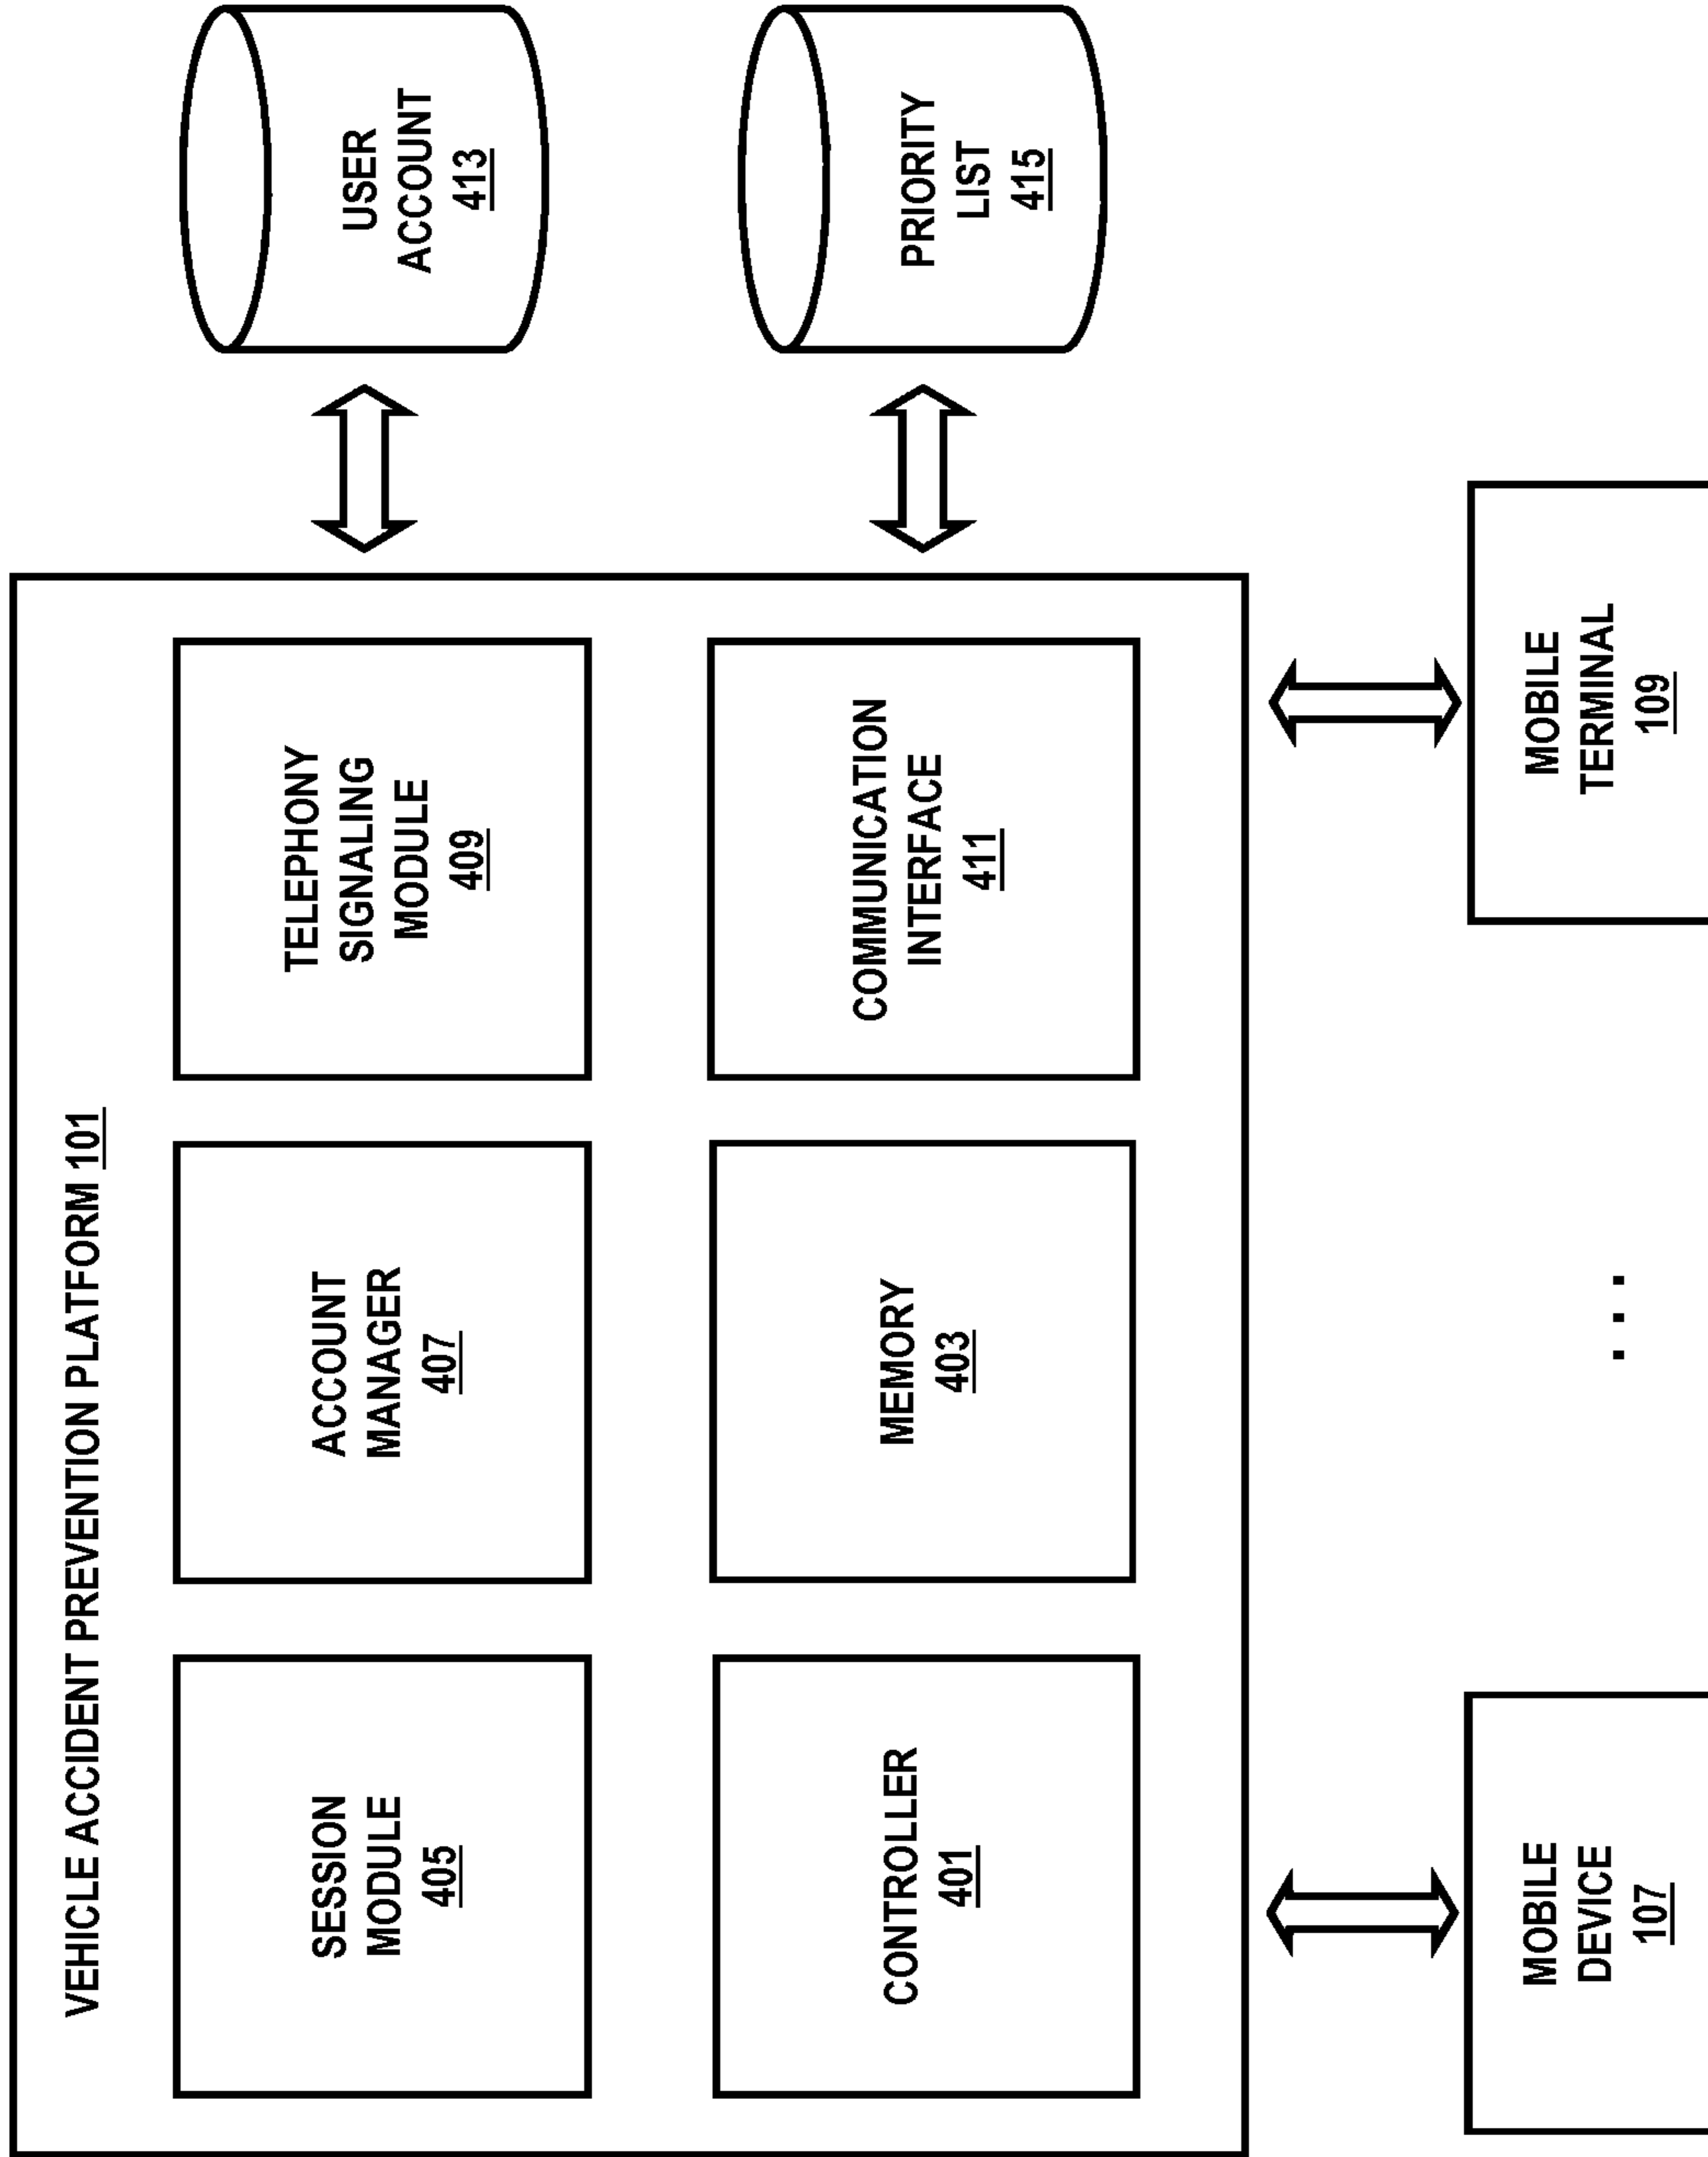 VEHICLE ACCIDENT PREVENTION PLATFORM 101
SESSION
MODULE
405
ACCOUNT
MANAGER
407
TELEPHONY
SIGNALING
MODULE
409
USER
ACCOUNT
413
CONTROLLER
401
MEMORY
403
COMMUNICATION
INTERFACE
411
PRIORITY
LIST
415
MOBILE
DEVICE
107
. . .
MOBILE
TERMINAL
109